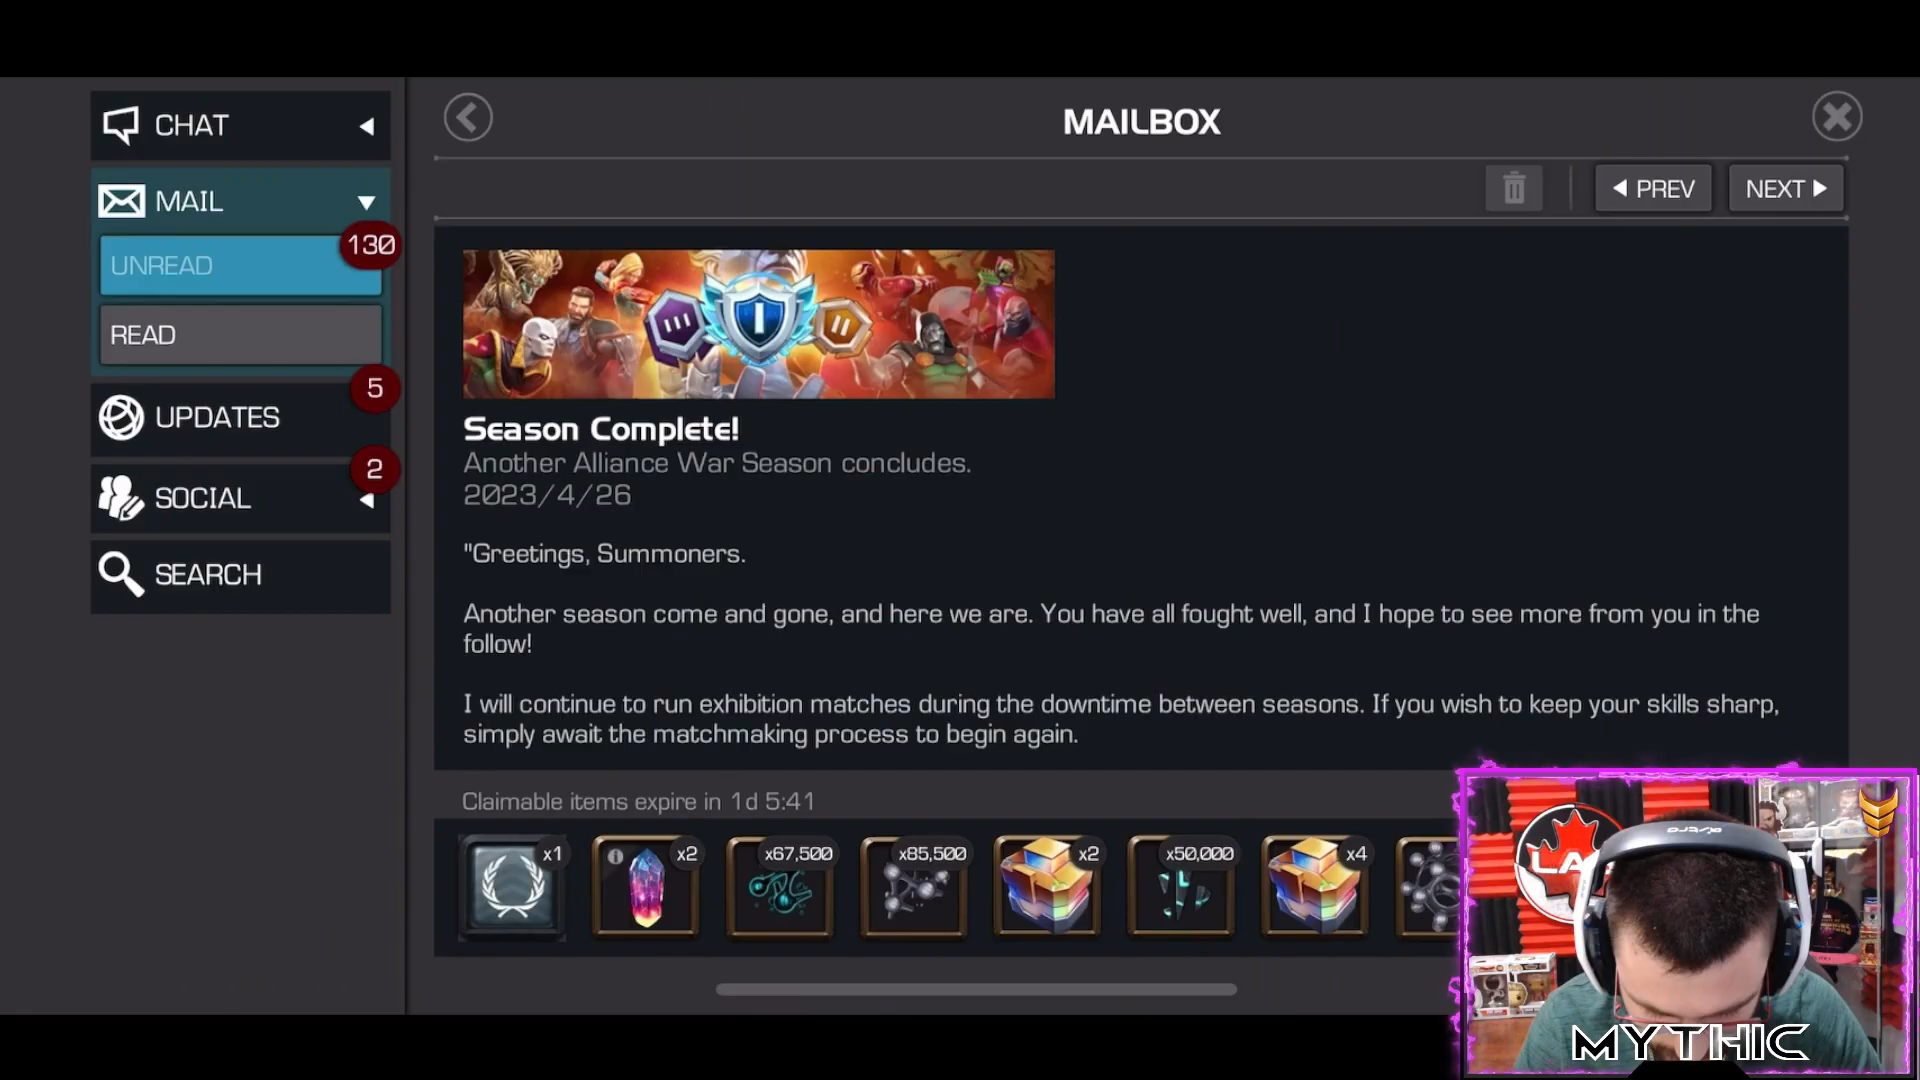 CHAT
MAIL
130
UNREAD
READ
5
UPDATES
2
SOCIAL
SEARCH
MAILBOX
PREV
NEXT
III
I
II
Season Complete!
Another Alliance War Season concludes.
2023/4/26
"Greetings, Summoners.
Another season come and gone, and here we are. You have all fought well, and I hope to see more from you in the
follow!
I will continue to run exhibition matches during the downtime between seasons. If you wish to keep your skills sharp,
simply await the matchmaking process to begin again.
Claimable items expire in 1d 5:41
x1
x2
x67,500
x85,500
x2
x50,000
x4
MYTHIC